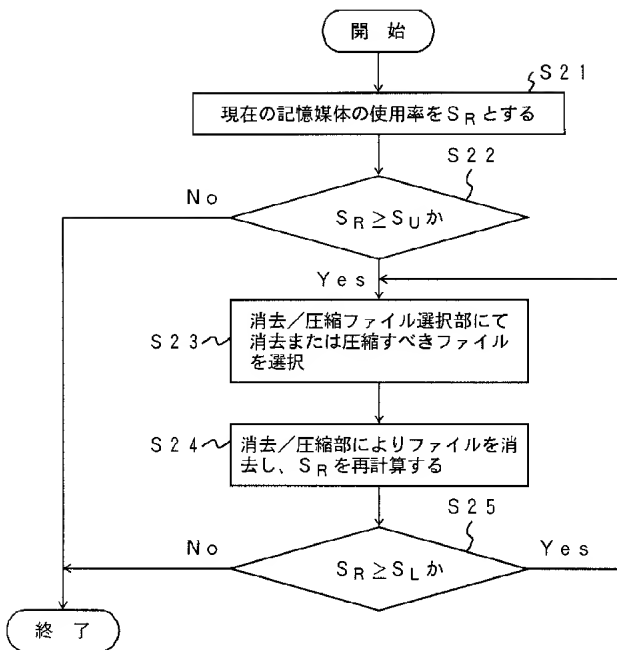 開 始
S21
現在の記憶媒体の使用率をSRとする
S22
No
SR≧SUか
Yes
消去/圧縮ファイル選択部にて
消去または圧縮すべきファイル
を選択
S23
S24
消去/圧縮部によりファイルを消
去し、SRを再計算する
S25
No
Yes
SR≧SLか
終 了